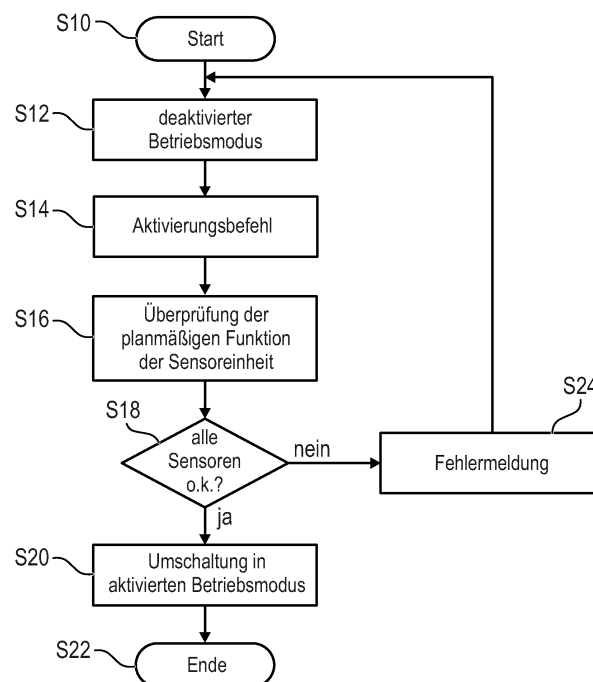 S10
Start
S12
deaktivierter
Betriebsmodus
S14
Aktivierungsbefehl
S16
Überprüfung der
planmäßigen Funktion
der Sensoreinheit
S18
alle
Sensoren
o.k.?
nein
S24
Fehlermeldung
ja
S20
Umschaltung in
aktivierten Betriebsmodus
S22
Ende